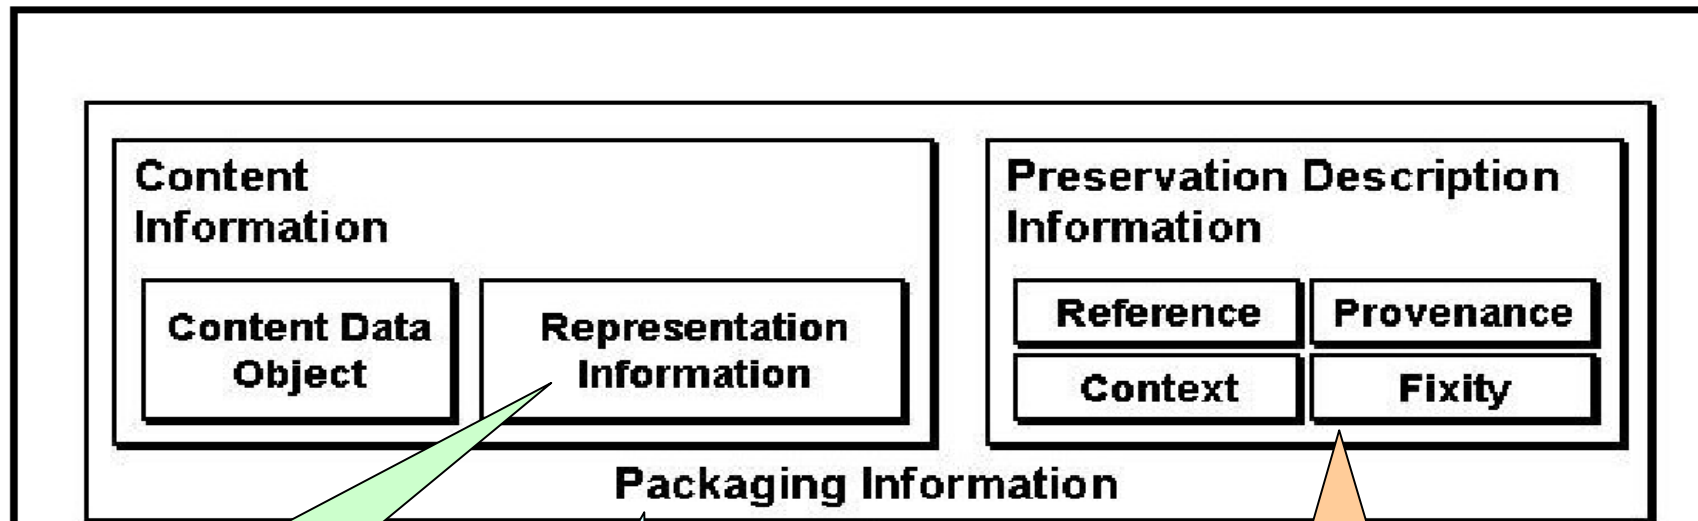 Content
Information
Content Data
Object
Representation
Information
Preservation Description
Information
Reference
Provenance
Context
Fixity
Packaging Information